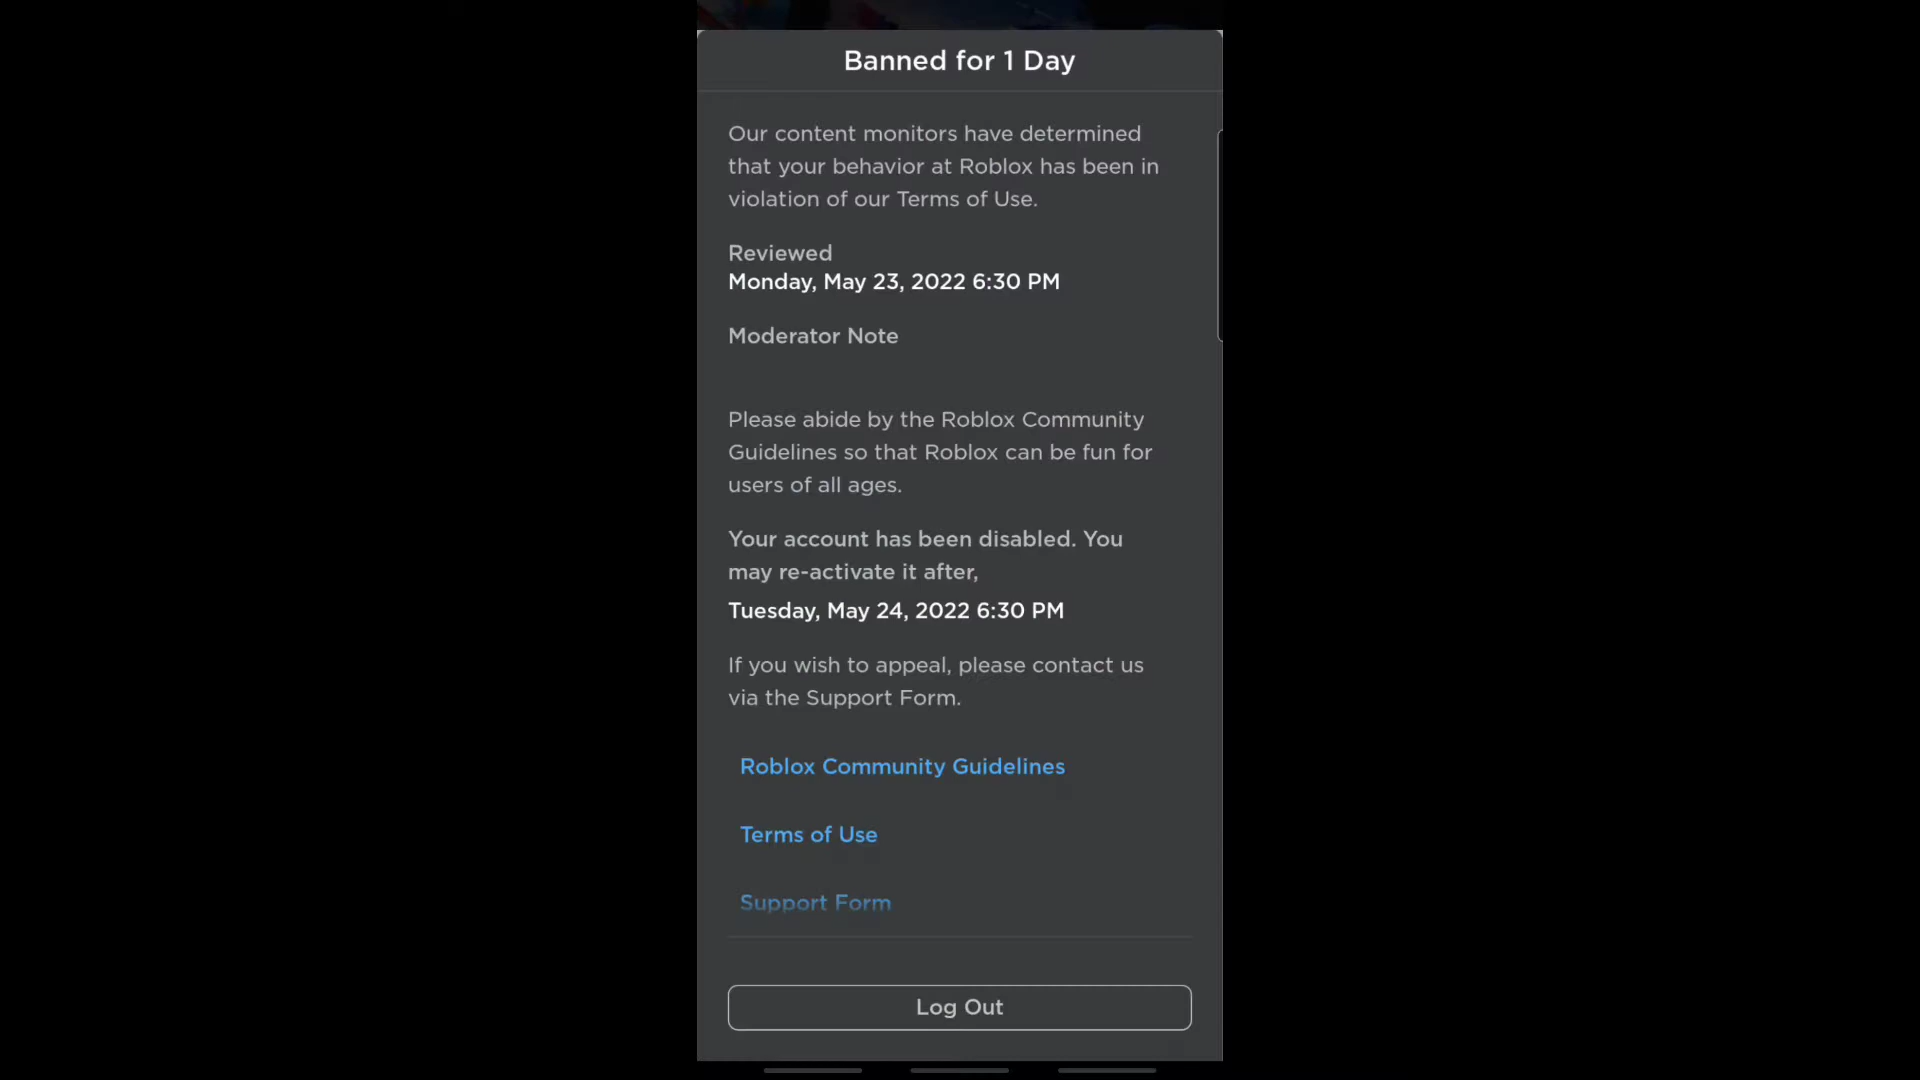 Banned for 1 Day
Our content monitors have determined
that your behavior at Roblox has been in
violation of our Terms of Use.
Reviewed
Monday, May 23, 2022 6:30 PM
Moderator Note
Please abide by the Roblox Community
Guidelines so that Roblox can be fun for
users of all ages.
Your account has been disabled. You
may re-activate it after,
Tuesday, May 24, 2022 6:30 PM
If you wish to appeal, please contact us
via the Support Form.
Roblox Community Guidelines
Terms of Use
Support Form
Log Out